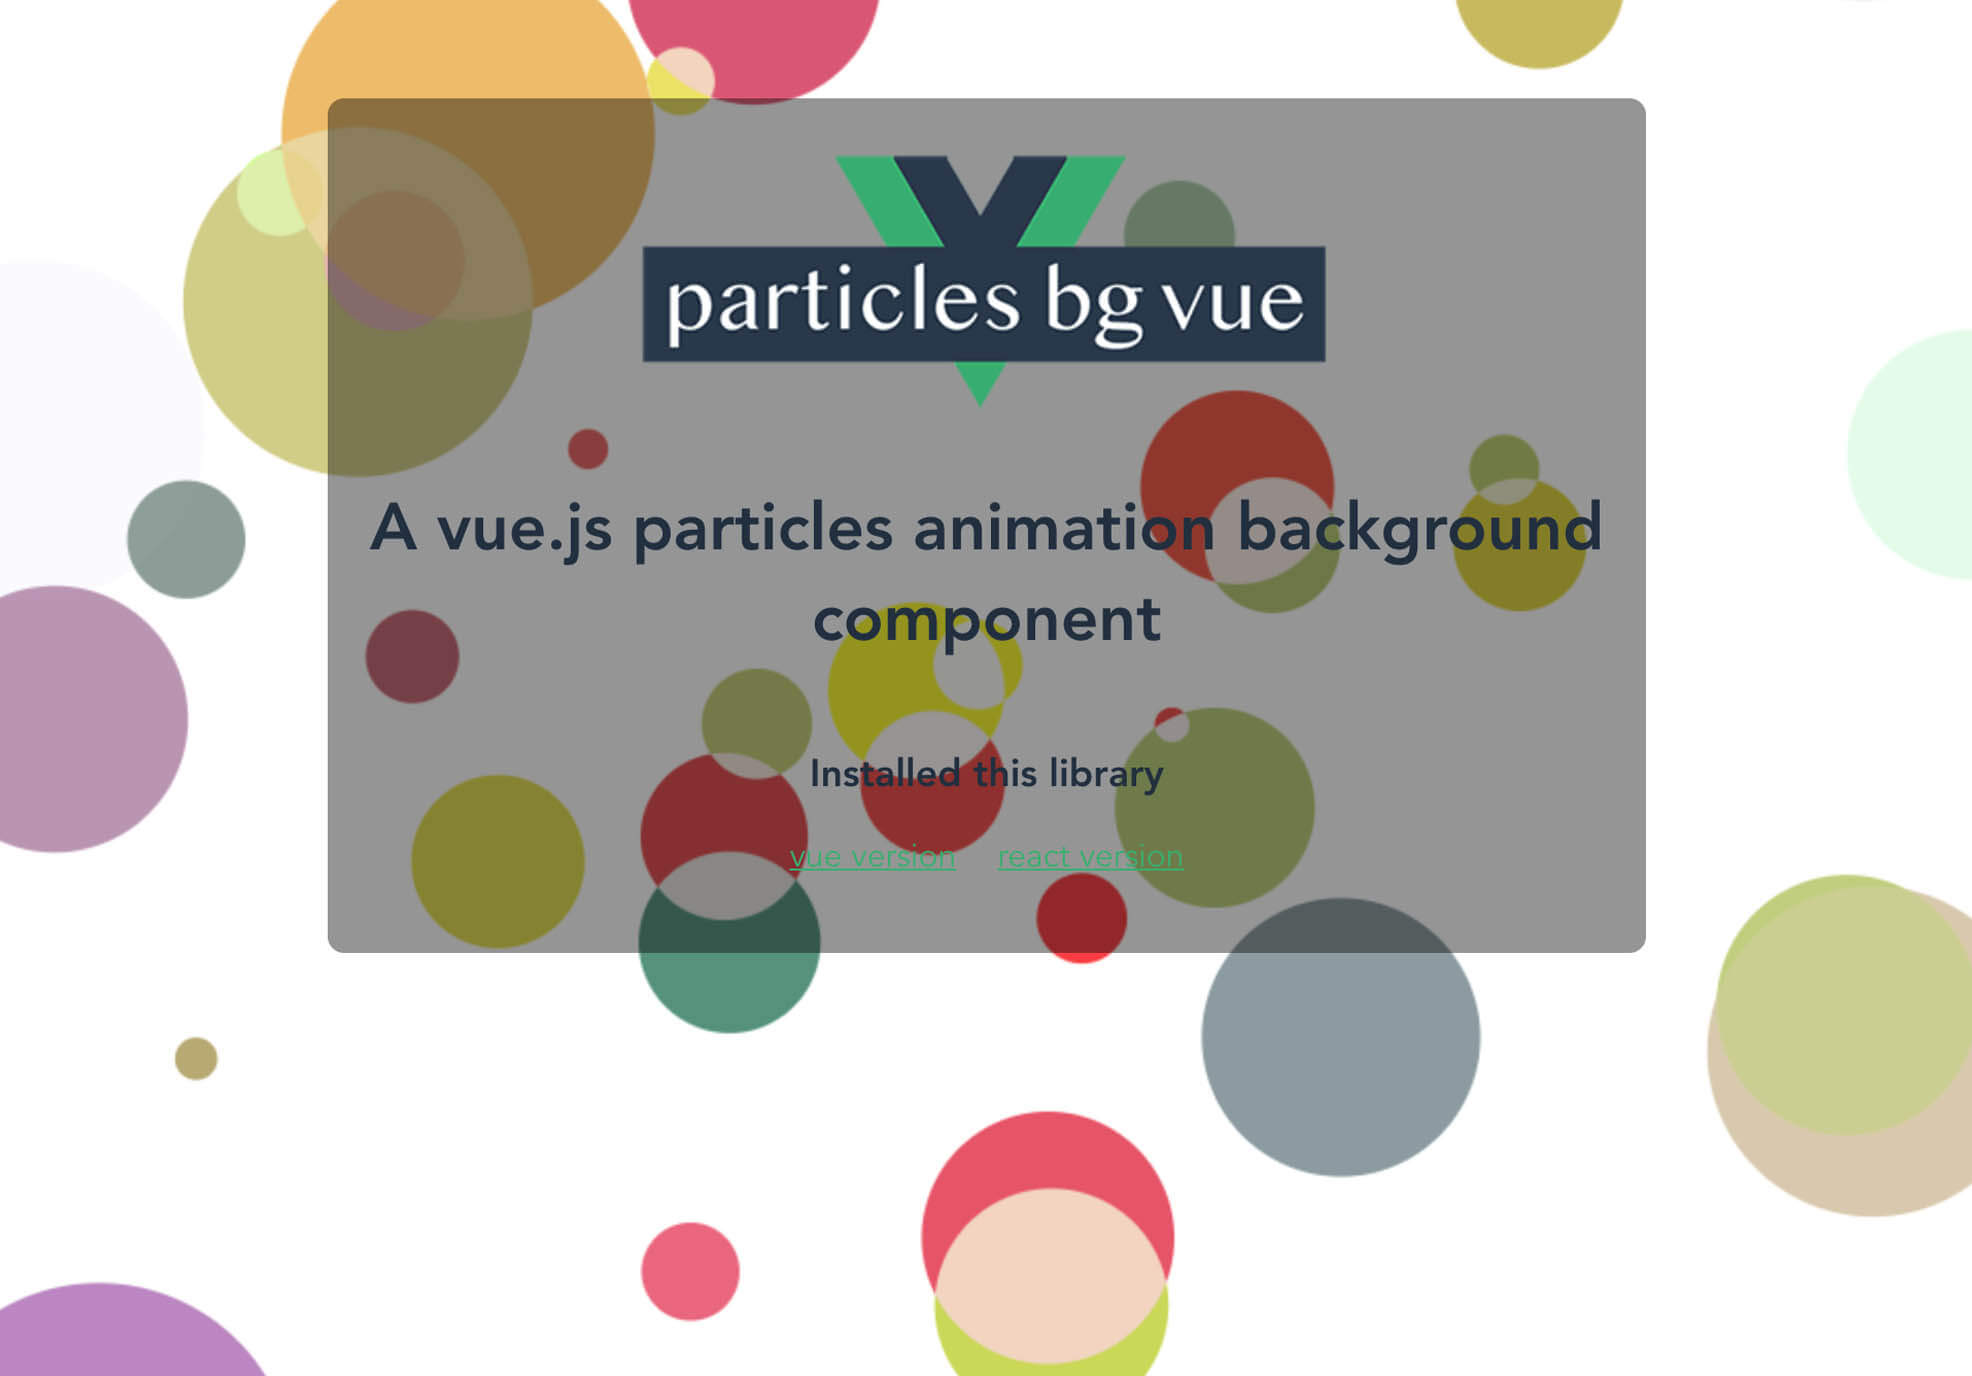 particles bg vue
A vue.js particles animation background
component
Installed this library
vue version react version